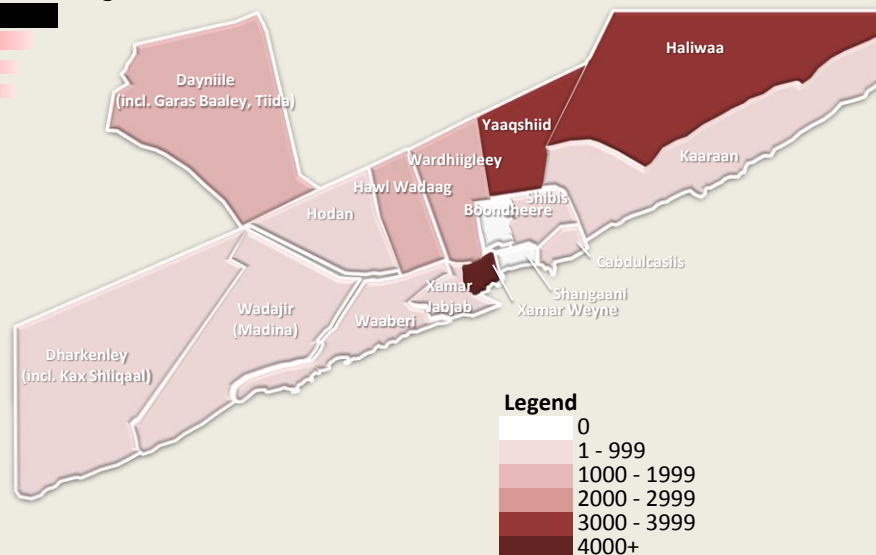 Haliwaa
Dayniile
(incl. Garas Baaley, Tiida)
Yaaqshiid
Wardhiigleey
Kaaraan
Hawl Wadaag
Shibis
Boondheere
Hodan
Cabdulcasiis
Xamar
Jabjab
Shangaani
Xamar Weyne
Wadajir
(Madina)
Waaberi
Dharkenley
(incl. Kax Shiiqaal)
Legend
0
1 - 999
1000 - 1999
2000 - 2999
3000 - 3999
4000+